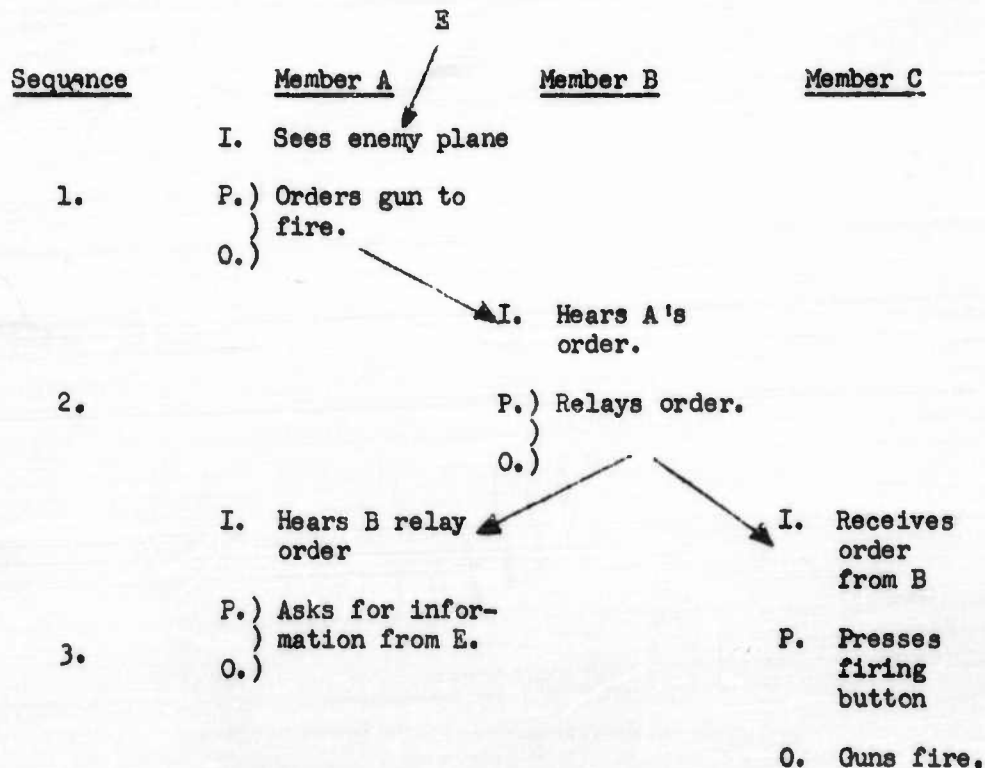 E
Sequence Member A Member B Member C
I. Sees enemy plane
1. P.) Orders gun to
) fire.
O.)
I. Hears A's
order.
2. P.) Relays order.
)
O.)
I. Hears B relay I. Receives
order order
from B
P.) Asks for infor-
) mation from E. P. Presses
3. O.) firing
button
O. Guns fire.